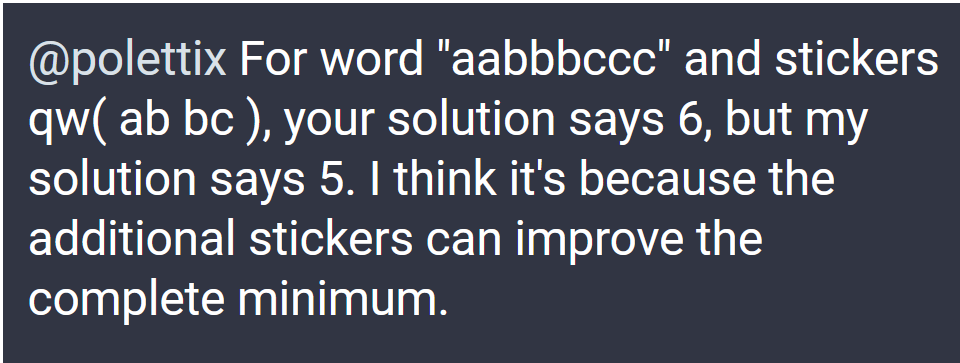 @polettix For word "aabbbccc" and stickers
qw( ab bc ), your solution says 6, but my
solution says 5. I think it's because the
additional stickers can improve the
complete minimum.